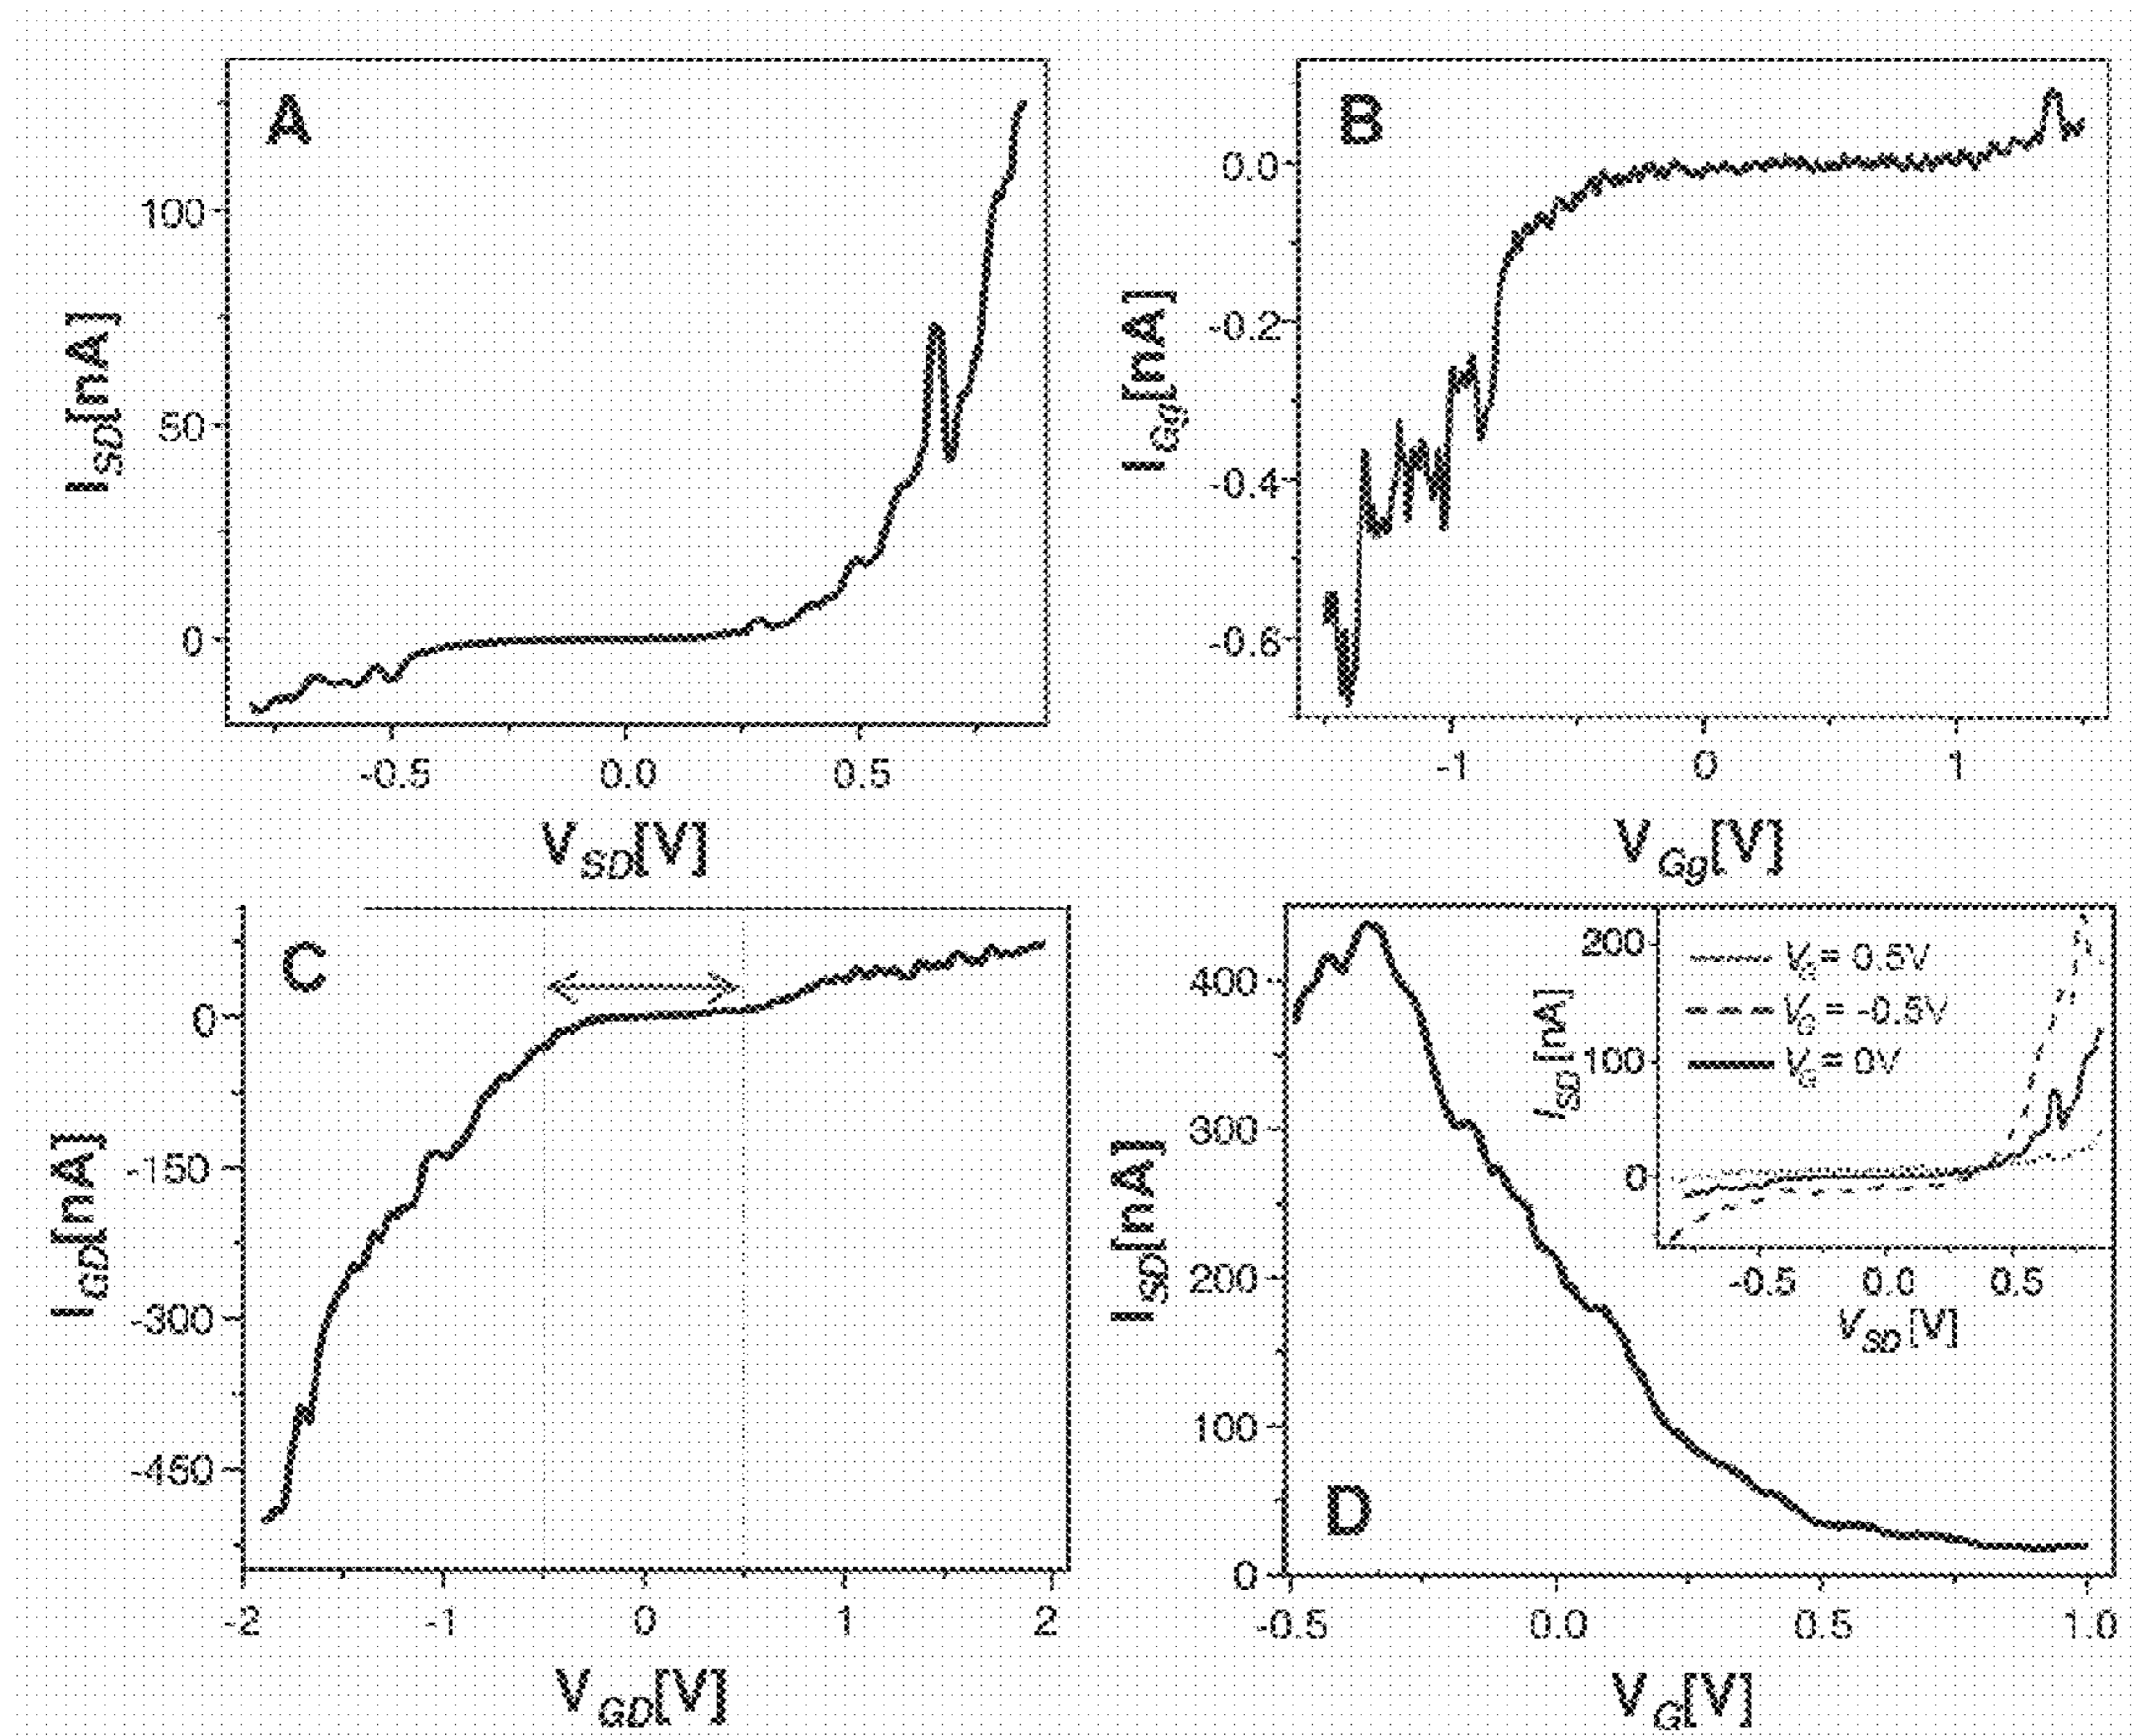 A
I_SD[nA]
100
50
0
-0.5
0.0
0.5
V_SD[V]
B
I_Gg[nA]
0.0
-0.2
-0.4
-0.6
-1
0
1
V_Gg[V]
C
I_GD[nA]
0
-150
-300
-450
-2
-1
0
1
2
V_GD[V]
D
I_SD[nA]
400
300
200
100
0
-0.5
0.0
0.5
1.0
V_G[V]
I_SD[nA]
200
100
0
V_G = 0.5V
V_G = -0.5V
V_G = 0V
-0.5
0.0
0.5
V_SD [V]